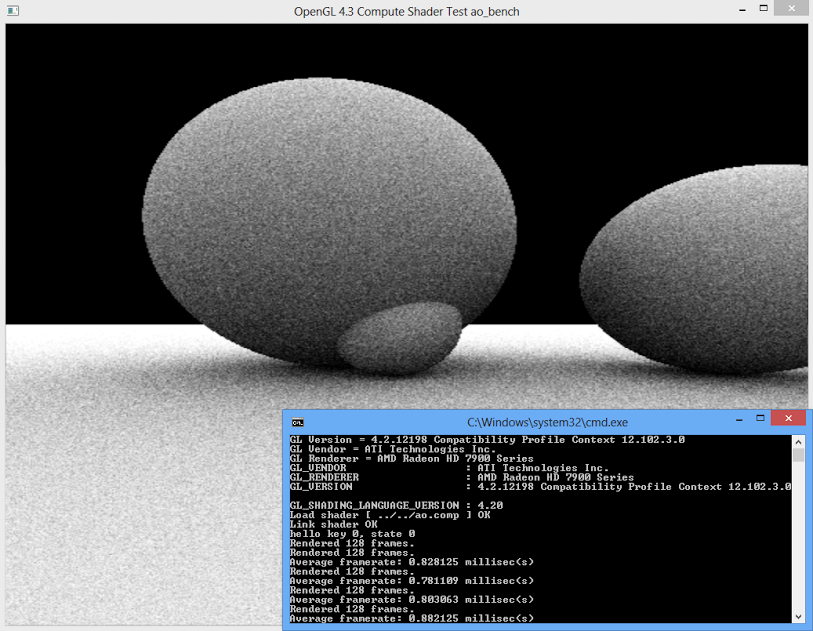 OpenGL 4.3 Compute Shader Test ao_bench
C:\Windows\system32\cmd.exe
GL Version = 4.2.12198 Compatibility Profile Context 12.102.3.0
GL Vendor = ATI Technologies Inc.
GL Renderer = AMD Radeon HD 7900 Series
GL_VENDOR : ATI Technologies Inc.
GL_RENDERER : AMD Radeon HD 7900 Series
GL_VERSION : 4.2.12198 Compatibility Profile Context 12.102.3.0
GL_SHADING_LANGUAGE_VERSION : 4.20
Load shader [ ../../ao.comp ] OK
Link shader OK
hello key 0, state 0
Rendered 128 frames.
Rendered 128 frames.
Average framerate: 0.828125 millisec(s)
Rendered 128 frames.
Average framerate: 0.781109 millisec(s)
Rendered 128 frames.
Average framerate: 0.803063 millisec(s)
Rendered 128 frames.
Average framerate: 0.882125 millisec(s)